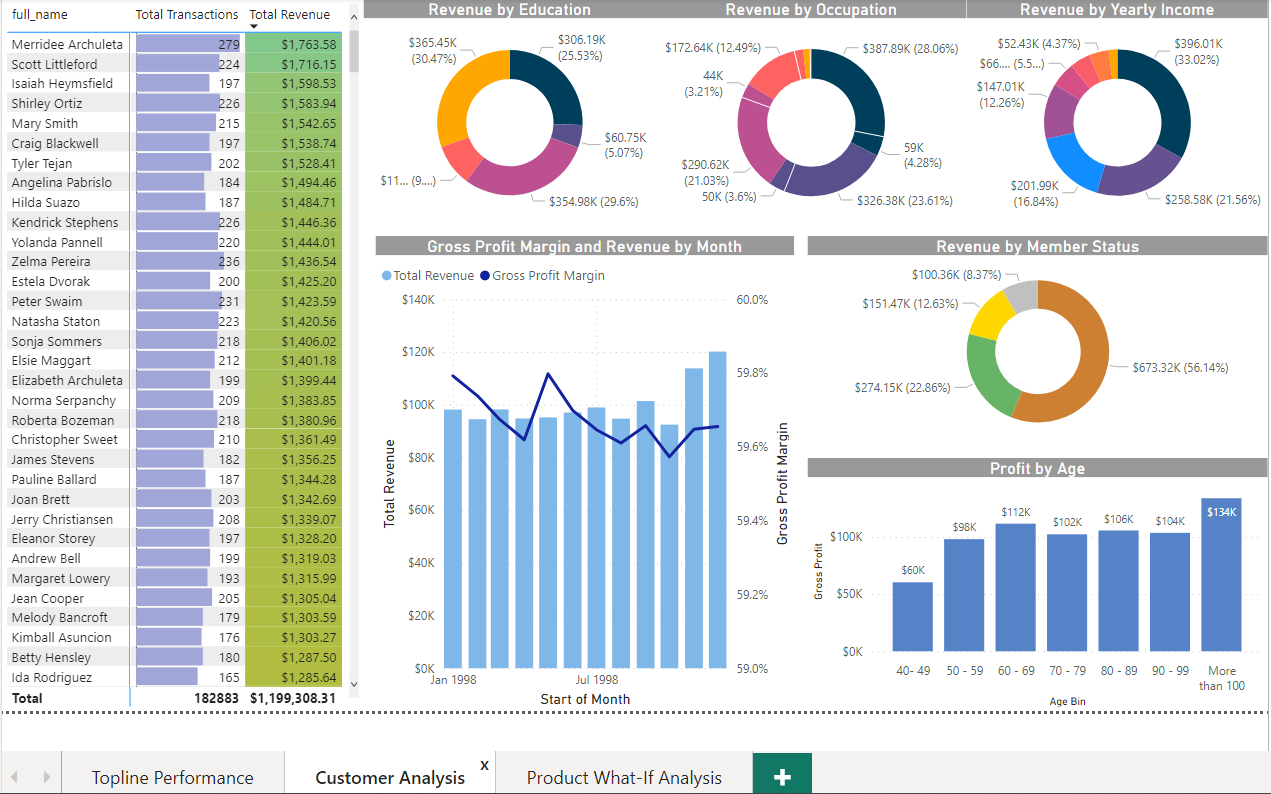 full_name Total Transactions Total Revenue
Merridee Archuleta 279 $1,763.58
Scott Littleford 224 $1,716.15
Isaiah Heymsfield 197 $1,598.53
Shirley Ortiz 226 $1,583.94
Mary Smith 215 $1,542.65
Craig Blackwell 197 $1,538.74
Tyler Tejan 202 $1,528.41
Angelina Pabrislo 184 $1,494.46
Hilda Suazo 187 $1,484.71
Kendrick Stephens 226 $1,446.36
Yolanda Pannell 220 $1,444.01
Zelma Pereira 236 $1,436.54
Estela Dvorak 200 $1,425.20
Peter Swaim 231 $1,423.59
Natasha Staton 223 $1,420.56
Sonja Sommers 218 $1,406.02
Elsie Maggart 212 $1,401.18
Elizabeth Archuleta 199 $1,399.44
Norma Serpanchy 209 $1,383.85
Roberta Bozeman 218 $1,380.96
Christopher Sweet 210 $1,361.49
James Stevens 182 $1,356.25
Pauline Ballard 187 $1,344.28
Joan Brett 203 $1,342.69
Jerry Christiansen 208 $1,339.07
Eleanor Storey 197 $1,328.20
Andrew Bell 199 $1,319.03
Margaret Lowery 193 $1,315.99
Jean Cooper 205 $1,305.04
Melody Bancroft 179 $1,303.59
Kimball Asuncion 176 $1,303.27
Betty Hensley 180 $1,287.50
Ida Rodriguez 165 $1,285.64
Total 182883 $1,199,308.31
Revenue by Education
$365.45K
(30.47%)
$306.19K
(25.53%)
$60.75K
(5.07%)
$11... (9....)
$354.98K (29.6%)
Revenue by Occupation
$172.64K (12.49%)
$387.89K (28.06%)
44K
(3.21%)
59K
(4.28%)
$290.62K
(21.03%)
50K (3.6%)
$326.38K (23.61%)
Revenue by Yearly Income
$52.43K (4.37%)
$396.01K
(33.02%)
$66.... (5.5...)
$147.01K
(12.26%)
$201.99K
(16.84%)
$258.58K (21.56%)
Gross Profit Margin and Revenue by Month
Total Revenue Gross Profit Margin
$140K
$120K
$100K
$80K
$60K
$40K
$20K
$0K
Total Revenue
60.0%
59.8%
59.6%
59.4%
59.2%
59.0%
Gross Profit Margin
Jan 1998 Jul 1998
Start of Month
Revenue by Member Status
$100.36K (8.37%)
$151.47K (12.63%)
$673.32K (56.14%)
$274.15K (22.86%)
Profit by Age
$100K
$50K
$0K
Gross Profit
$60K $98K $112K $102K $106K $104K $134K
40- 49 50 - 59 60 - 69 70 - 79 80 - 89 90 - 99 More
than 100
Age Bin
Topline Performance Customer Analysis x Product What-If Analysis +